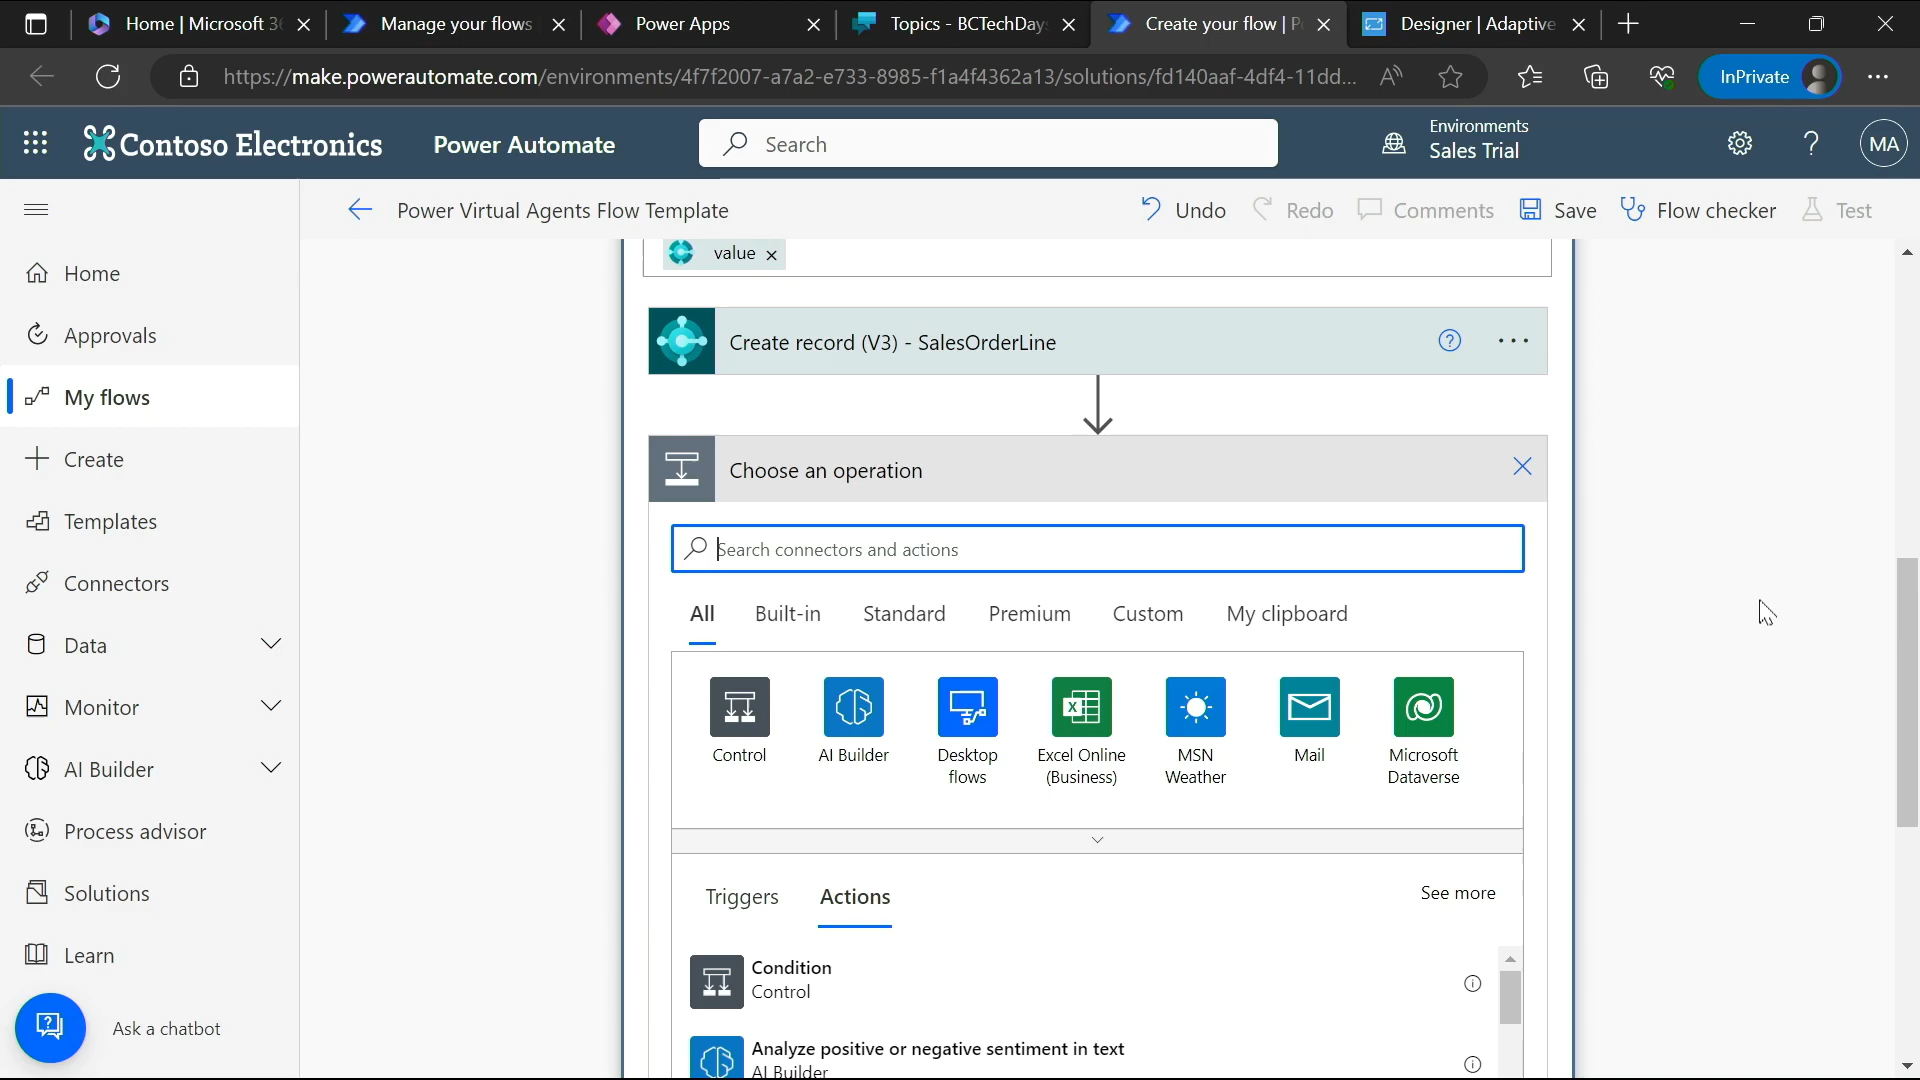 Home | Microsoft 36
Manage your flows
Power Apps
Topics - BCTechDay
Create your flow | P
Designer | Adaptive
https://make.powerautomate.com/environments/4f7f2007-a7a2-e733-8985-f1a4f4362a13/solutions/fd140aaf-4df4-11dd...
InPrivate
Contoso Electronics
Power Automate
Search
Environments
Sales Trial
MA
Power Virtual Agents Flow Template
Undo
Redo
Comments
Save
Flow checker
Test
Home
Approvals
My flows
Create
Templates
Connectors
Data
Monitor
AI Builder
Process advisor
Solutions
Learn
Ask a chatbot
value
Create record (V3) - SalesOrderLine
Choose an operation
Search connectors and actions
All
Built-in
Standard
Premium
Custom
My clipboard
Control
AI Builder
Desktop
flows
Excel Online
(Business)
MSN
Weather
Mail
Microsoft
Dataverse
Triggers
Actions
See more
Condition
Control
Analyze positive or negative sentiment in text
AI Builder